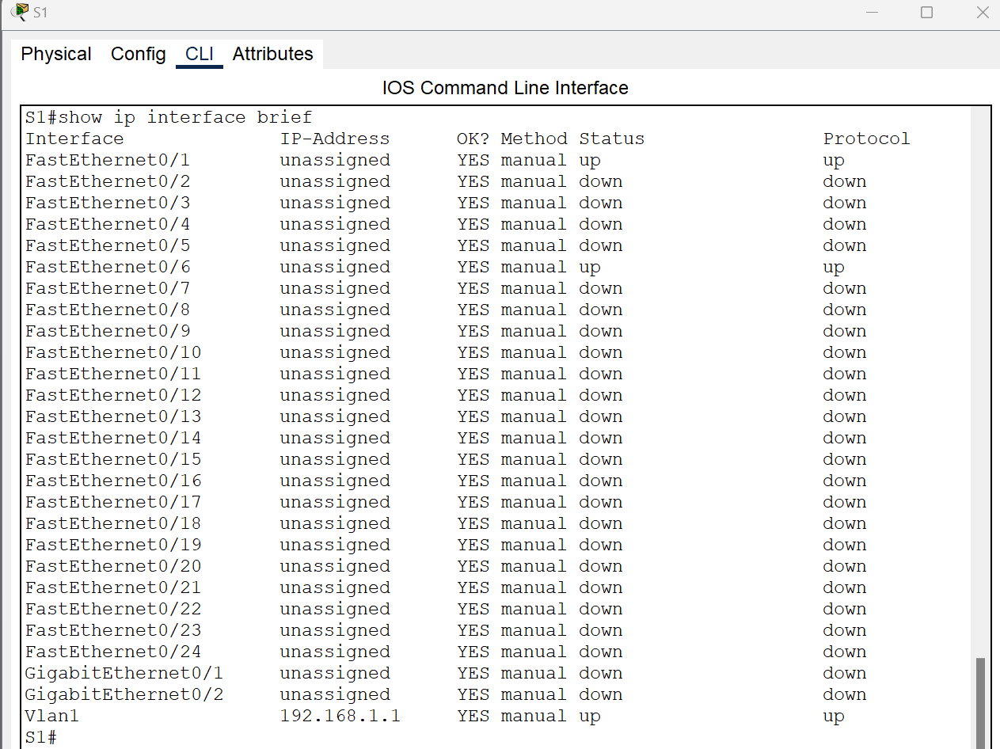 S1
Physical Config CLI Attributes
IOS Command Line Interface
S1#show ip interface brief
Interface IP-Address OK? Method Status Protocol
FastEthernet0/1 unassigned YES manual up up
FastEthernet0/2 unassigned YES manual down down
FastEthernet0/3 unassigned YES manual down down
FastEthernet0/4 unassigned YES manual down down
FastEthernet0/5 unassigned YES manual down down
FastEthernet0/6 unassigned YES manual up up
FastEthernet0/7 unassigned YES manual down down
FastEthernet0/8 unassigned YES manual down down
FastEthernet0/9 unassigned YES manual down down
FastEthernet0/10 unassigned YES manual down down
FastEthernet0/11 unassigned YES manual down down
FastEthernet0/12 unassigned YES manual down down
FastEthernet0/13 unassigned YES manual down down
FastEthernet0/14 unassigned YES manual down down
FastEthernet0/15 unassigned YES manual down down
FastEthernet0/16 unassigned YES manual down down
FastEthernet0/17 unassigned YES manual down down
FastEthernet0/18 unassigned YES manual down down
FastEthernet0/19 unassigned YES manual down down
FastEthernet0/20 unassigned YES manual down down
FastEthernet0/21 unassigned YES manual down down
FastEthernet0/22 unassigned YES manual down down
FastEthernet0/23 unassigned YES manual down down
FastEthernet0/24 unassigned YES manual down down
GigabitEthernet0/1 unassigned YES manual down down
GigabitEthernet0/2 unassigned YES manual down down
Vlan1 192.168.1.1 YES manual up up
S1#